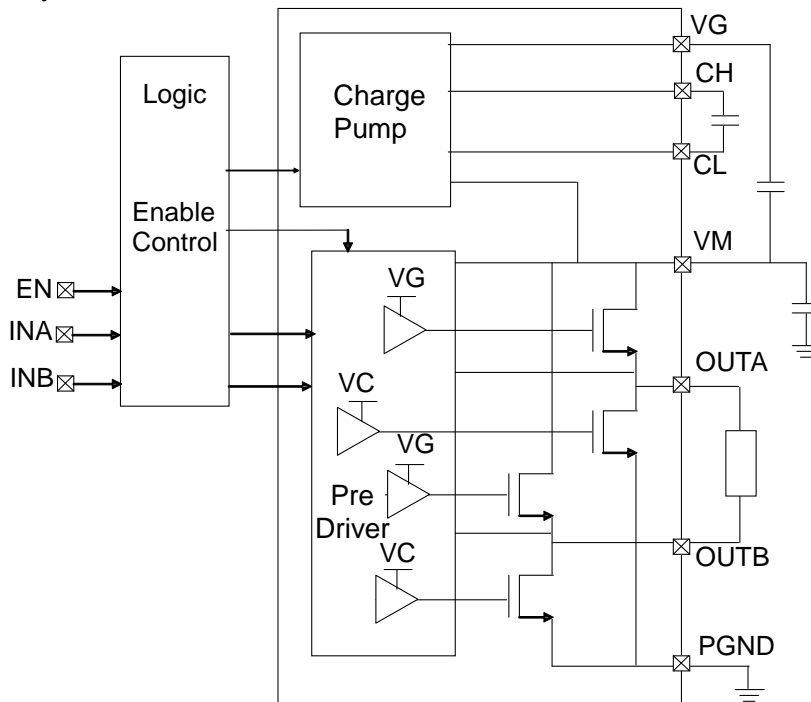 VG
CH
Logic
Charge
Pump
CL
Enable
Control
VM
VG
EN
INA
OUTA
INB
VC
VG
Pre
Driver
VC
OUTB
PGND